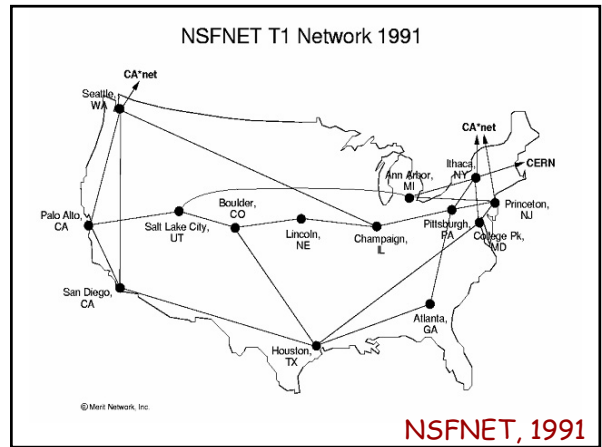 NSFNET T1 Network 1991
CA*net
Seattle,
WA
CA*net
Ithaca,
NY
CERN
Ann Arbor,
MI
Boulder,
CO
Princeton,
NJ
Palo Alto,
CA
Salt Lake City,
UT
Lincoln,
NE
Champaign,
IL
Pittsburgh,
PA
College Pk,
MD
San Diego,
CA
Atlanta,
GA
Houston,
TX
© Merit Network, Inc.
NSFNET, 1991